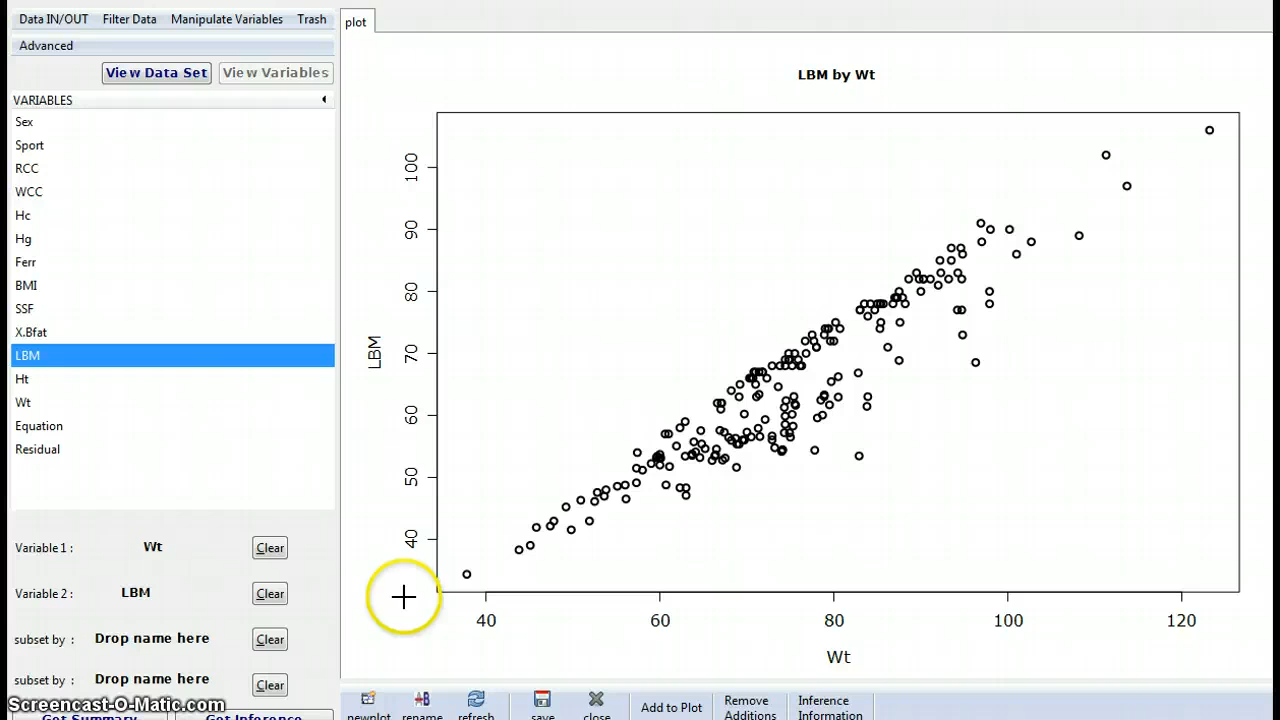 Data IN/OUT Filter Data Manipulate Variables Trash
Advanced
View Data Set View Variables
VARIABLES
Sex
Sport
RCC
WCC
Hc
Hg
Ferr
BMI
SSF
X.Bfat
LBM
Ht
Wt
Equation
Residual
Variable 1 : Wt Clear
Variable 2 : LBM Clear
subset by : Drop name here Clear
subset by : Drop name here Clear
Get Summary Get Inference
Screencast-O-Matic.com
plot
LBM by Wt
100
90
80
70
60
50
40
LBM
40 60 80 100 120
Wt
newplot rename refresh save close Add to Plot Remove Additions Inference Information